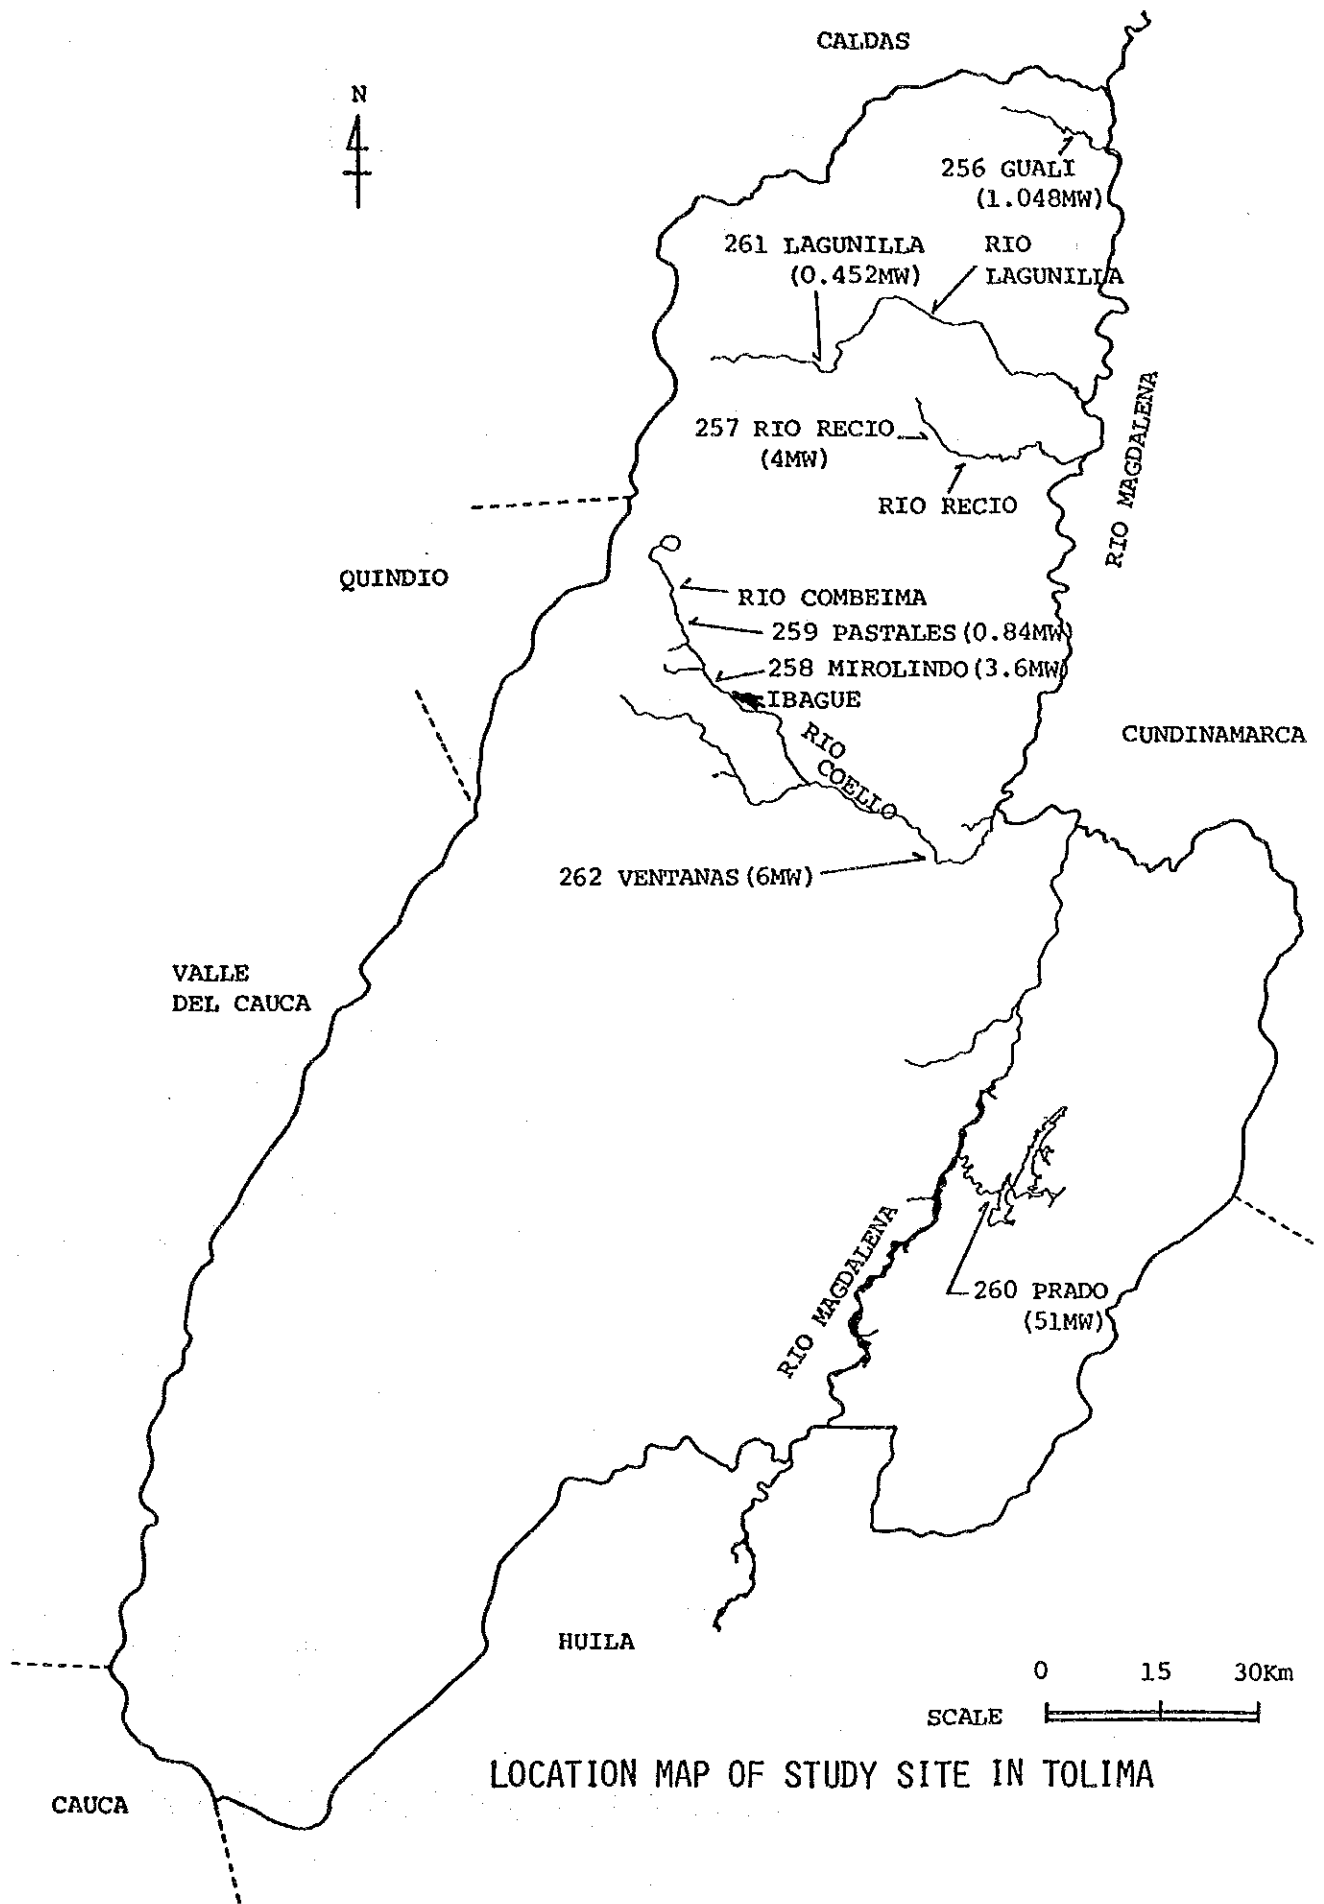 CALDAS
N
256 GUALI
(1.048MW)
261 LAGUNILLA
(0.452MW)
RIO
LAGUNILLA
RIO MAGDALENA
257 RIO RECIO
(4MW)
RIO RECIO
QUINDIO
RIO COMBEIMA
259 PASTALES (0.84MW)
258 MIROLINDO (3.6MW)
IBAGUE
RIO
COELLO
CUNDINAMARCA
262 VENTANAS (6MW)
VALLE
DEL CAUCA
RIO MAGDALENA
260 PRADO
(51MW)
HUILA
0 15 30Km
SCALE
LOCATION MAP OF STUDY SITE IN TOLIMA
CAUCA